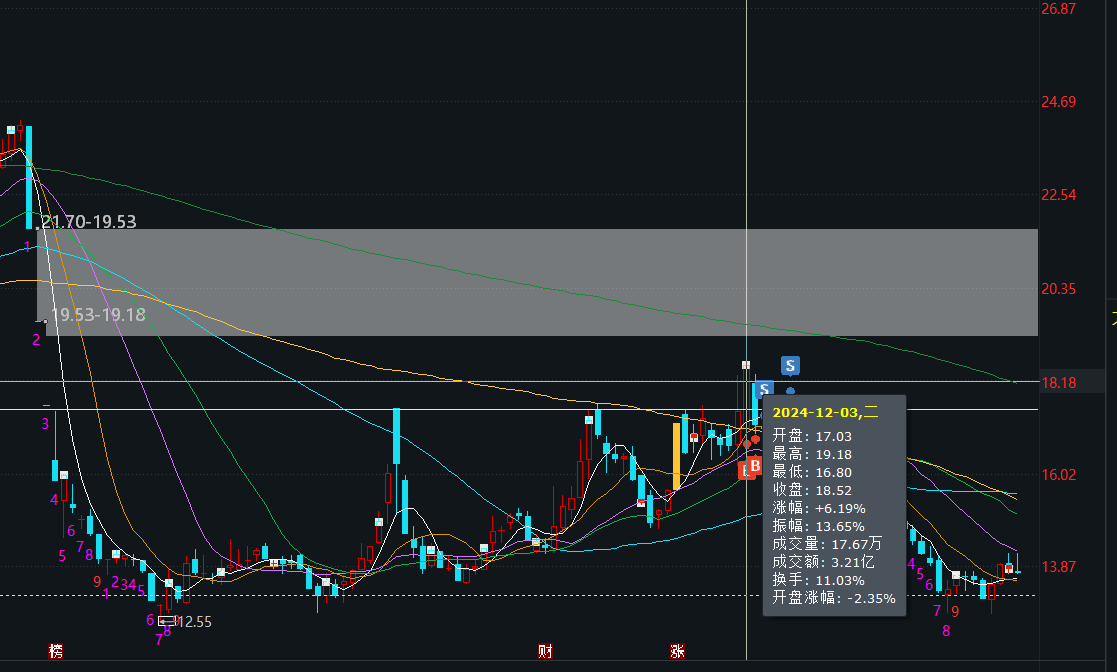 26.87
24.69
22.54
21.70-19.53
1
20.35
19.53-19.18
2
S
18.18
S
3
2024-12-03,二
开盘: 17.03
最高: 19.18
最低: 16.80
收盘: 18.52
涨幅: +6.19%
振幅: 13.65%
成交量: 17.67万
成交额: 3.21亿
换手: 11.03%
开盘涨幅: -2.35%
B
16.02
4
6
7
5
8
13.87
9
1
2
3
4
5
6
9
12.55
8
7
4
5
6
7
9
8
榜
财
涨